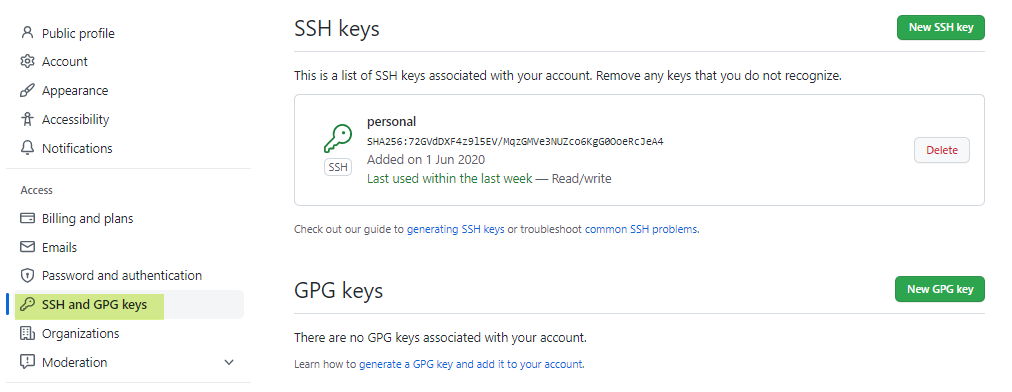 Public profile
Account
Appearance
Accessibility
Notifications
Access
Billing and plans
Emails
Password and authentication
SSH and GPG keys
Organizations
Moderation
SSH keys
New SSH key
This is a list of SSH keys associated with your account. Remove any keys that you do not recognize.
SSH
personal
SHA256:72GVdDXF4z9l5EV/MqzGMVe3NUZco6KgG0OoeRcJeA4
Added on 1 Jun 2020
Last used within the last week — Read/write
Delete
Check out our guide to generating SSH keys or troubleshoot common SSH problems.
GPG keys
New GPG key
There are no GPG keys associated with your account.
Learn how to generate a GPG key and add it to your account.